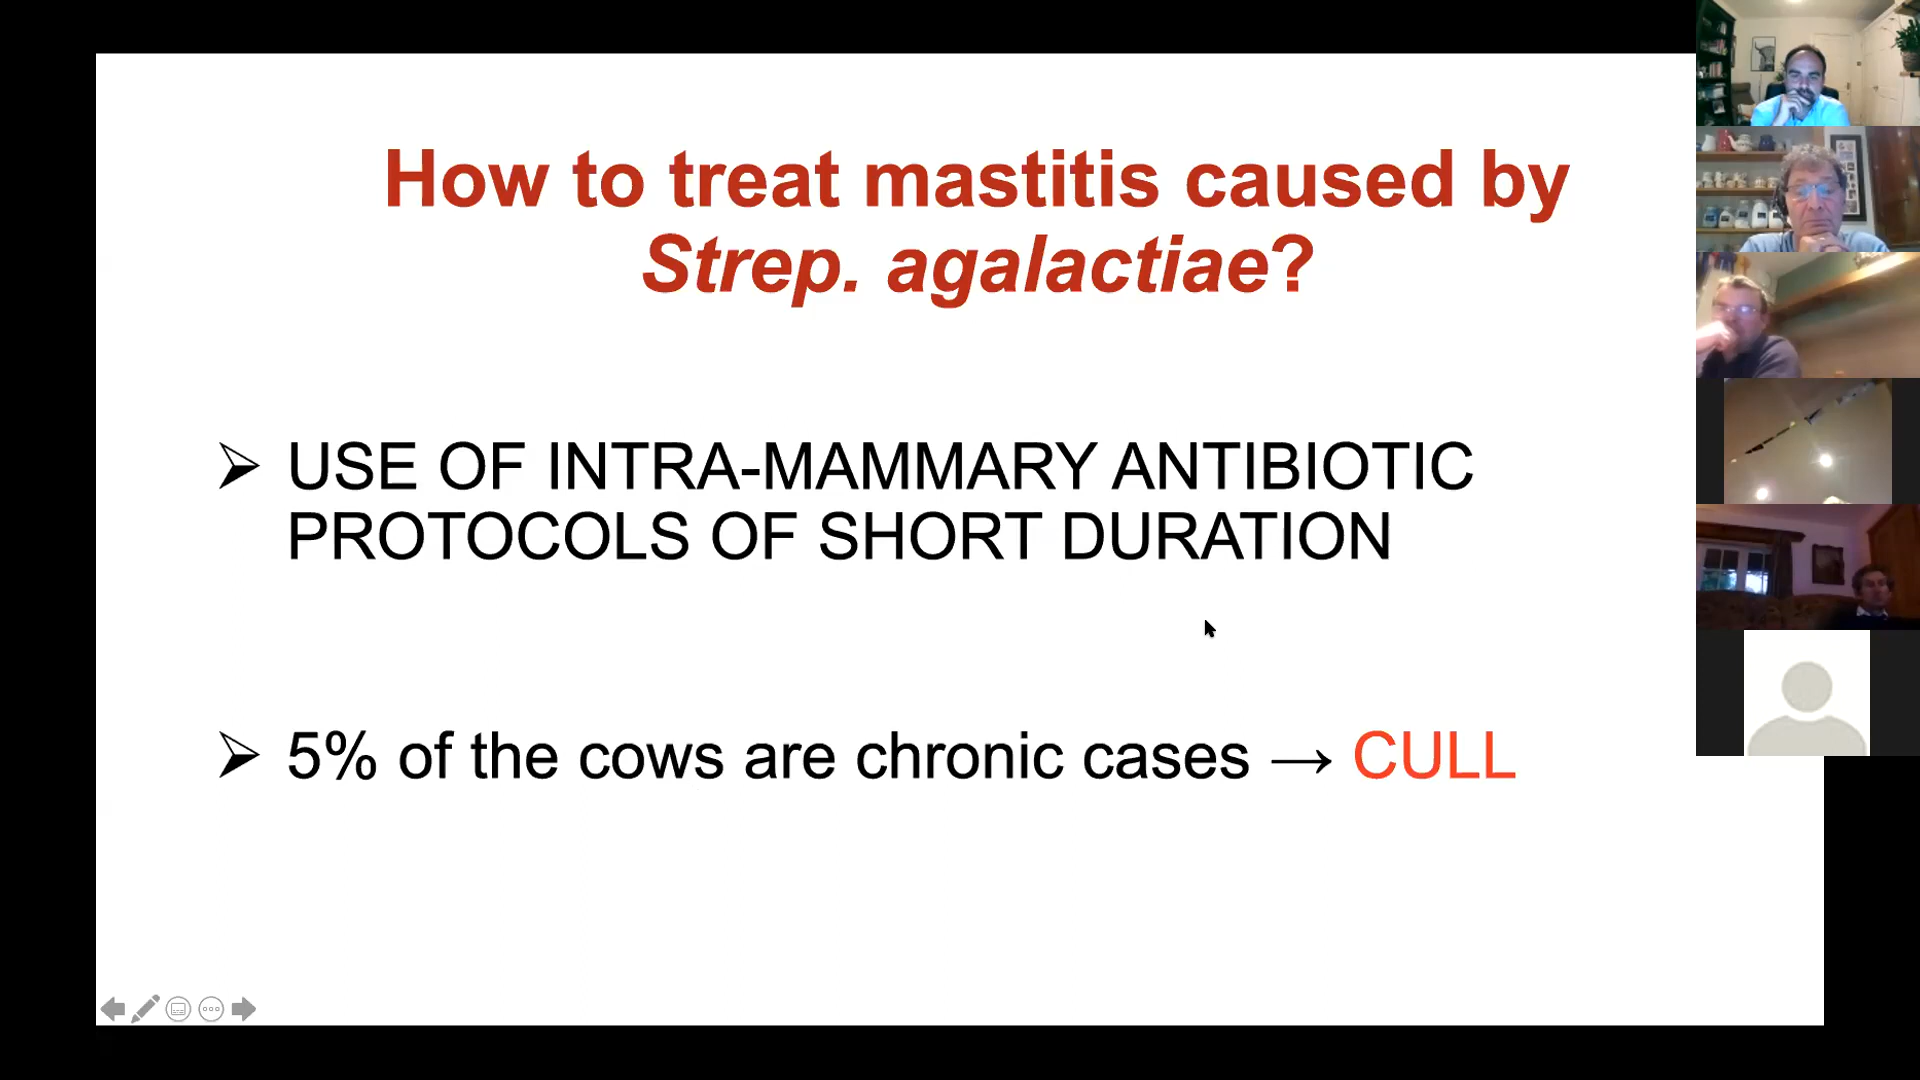 How to treat mastitis caused by
Strep. agalactiae?
➢ USE OF INTRA-MAMMARY ANTIBIOTIC
PROTOCOLS OF SHORT DURATION
➢ 5% of the cows are chronic cases → CULL